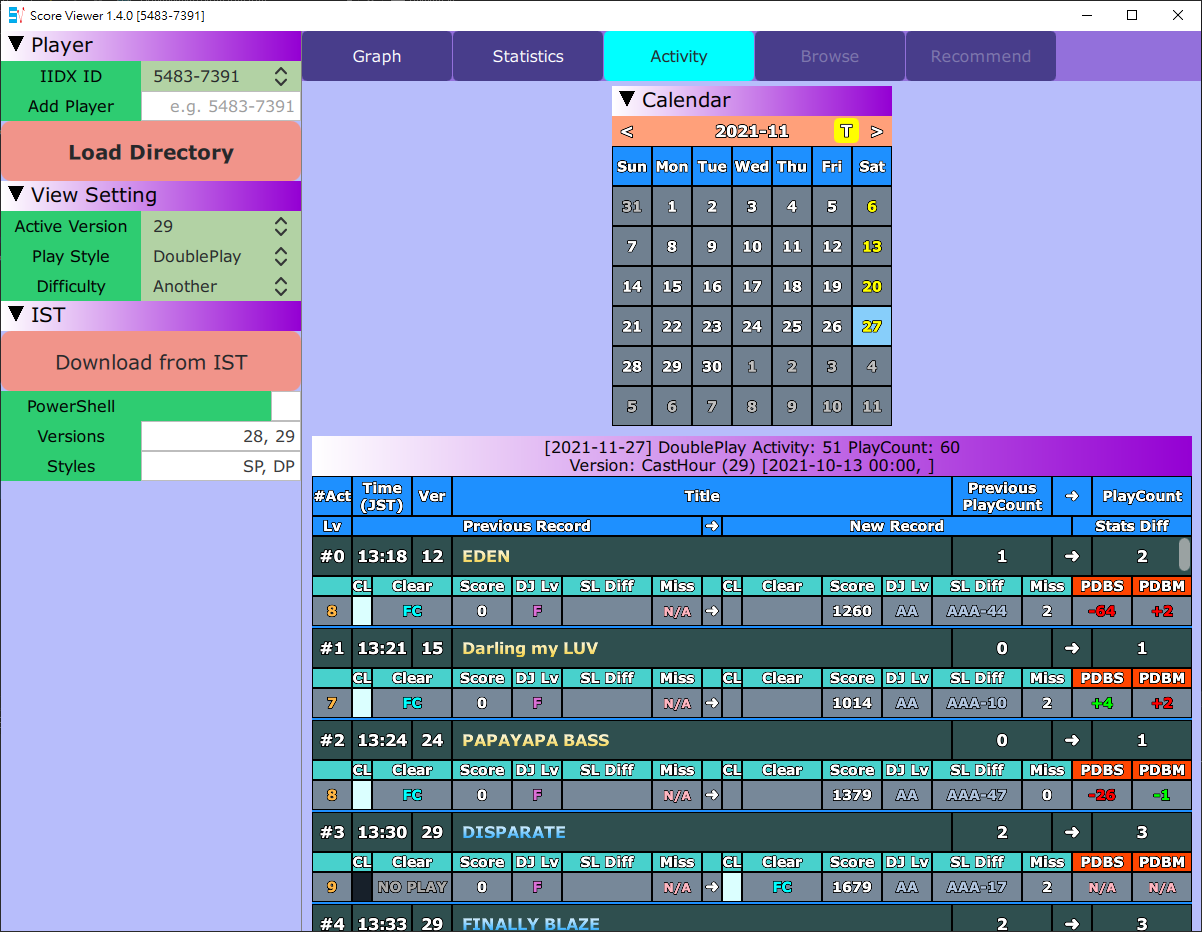 Score Viewer 1.4.0 [5483-7391]
▼ Player
IIDX ID 5483-7391
Add Player e.g. 5483-7391
Load Directory
▼ View Setting
Active Version 29
Play Style DoublePlay
Difficulty Another
▼ IST
Download from IST
PowerShell
Versions 28, 29
Styles SP, DP
Graph Statistics Activity Browse Recommend
▼ Calendar
< 2021-11 T >
Sun Mon Tue Wed Thu Fri Sat
31 1 2 3 4 5 6
7 8 9 10 11 12 13
14 15 16 17 18 19 20
21 22 23 24 25 26 27
28 29 30 1 2 3 4
5 6 7 8 9 10 11
[2021-11-27] DoublePlay Activity: 51 PlayCount: 60
Version: CastHour (29) [2021-10-13 00:00, ]
#Act Time (JST) Ver Title Previous PlayCount → PlayCount
Lv Previous Record → New Record Stats Diff
#0 13:18 12 EDEN 1 → 2
CL Clear Score DJ Lv SL Diff Miss CL Clear Score DJ Lv SL Diff Miss PDBS PDBM
8 FC 0 F N/A → 1260 AA AAA-44 2 -64 +2
#1 13:21 15 Darling my LUV 0 → 1
CL Clear Score DJ Lv SL Diff Miss CL Clear Score DJ Lv SL Diff Miss PDBS PDBM
7 FC 0 F N/A → 1014 AA AAA-10 2 +4 +2
#2 13:24 24 PAPAYAPA BASS 0 → 1
CL Clear Score DJ Lv SL Diff Miss CL Clear Score DJ Lv SL Diff Miss PDBS PDBM
8 FC 0 F N/A → 1379 AA AAA-47 0 -26 -1
#3 13:30 29 DISPARATE 2 → 3
CL Clear Score DJ Lv SL Diff Miss CL Clear Score DJ Lv SL Diff Miss PDBS PDBM
9 NO PLAY 0 F N/A → FC 1679 AA AAA-17 2 N/A N/A
#4 13:33 29 FINALLY BLAZE 2 → 3